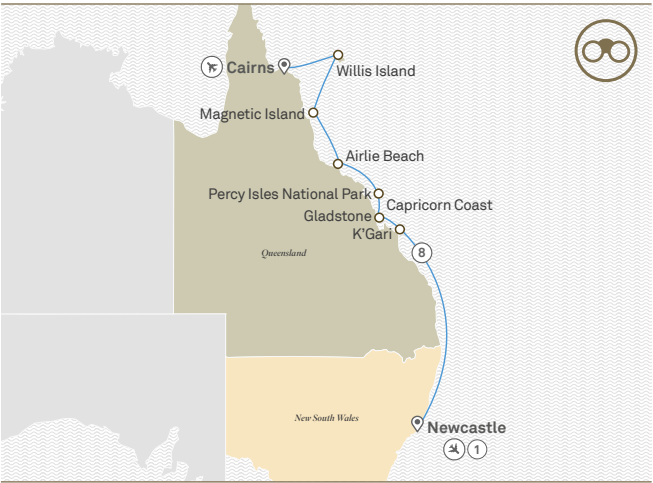 Cairns
Willis Island
Magnetic Island
Airlie Beach
Percy Isles National Park
Capricorn Coast
Gladstone
K'Gari
8
Queensland
New South Wales
Newcastle
1